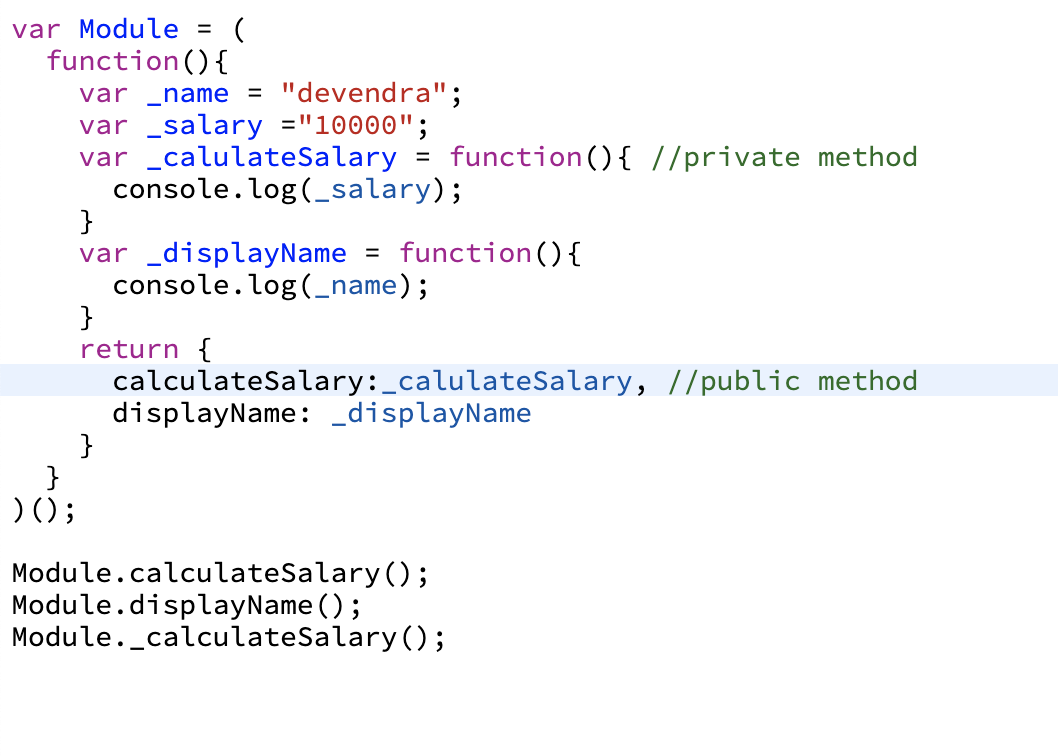 var Module = (
  function(){
    var _name = "devendra";
    var _salary ="10000";
    var _calulateSalary = function(){ //private method
      console.log(_salary);
    }
    var _displayName = function(){
      console.log(_name);
    }
    return {
      calculateSalary:_calulateSalary, //public method
      displayName: _displayName
    }
  }
)();

Module.calculateSalary();
Module.displayName();
Module._calculateSalary();